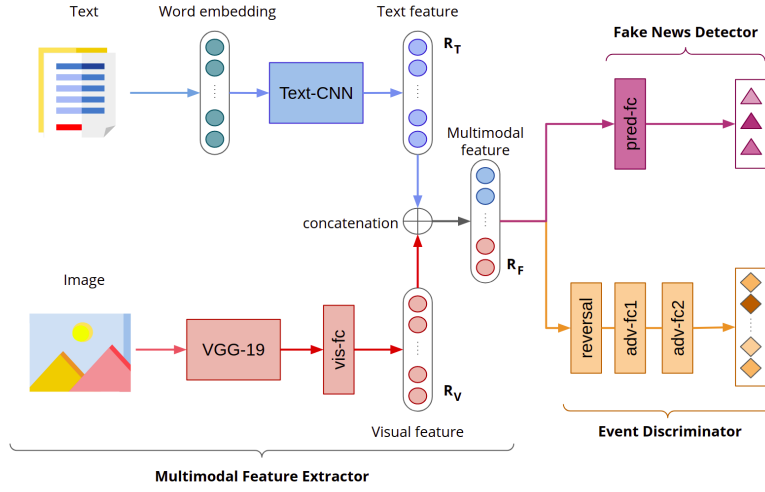 Text
Word embedding
Text feature
Fake News Detector
R_T
Text-CNN
pred-fc
Multimodal
feature
concatenation
R_F
Image
reversal
adv-fc1
adv-fc2
VGG-19
vis-fc
R_V
Visual feature
Event Discriminator
Multimodal Feature Extractor